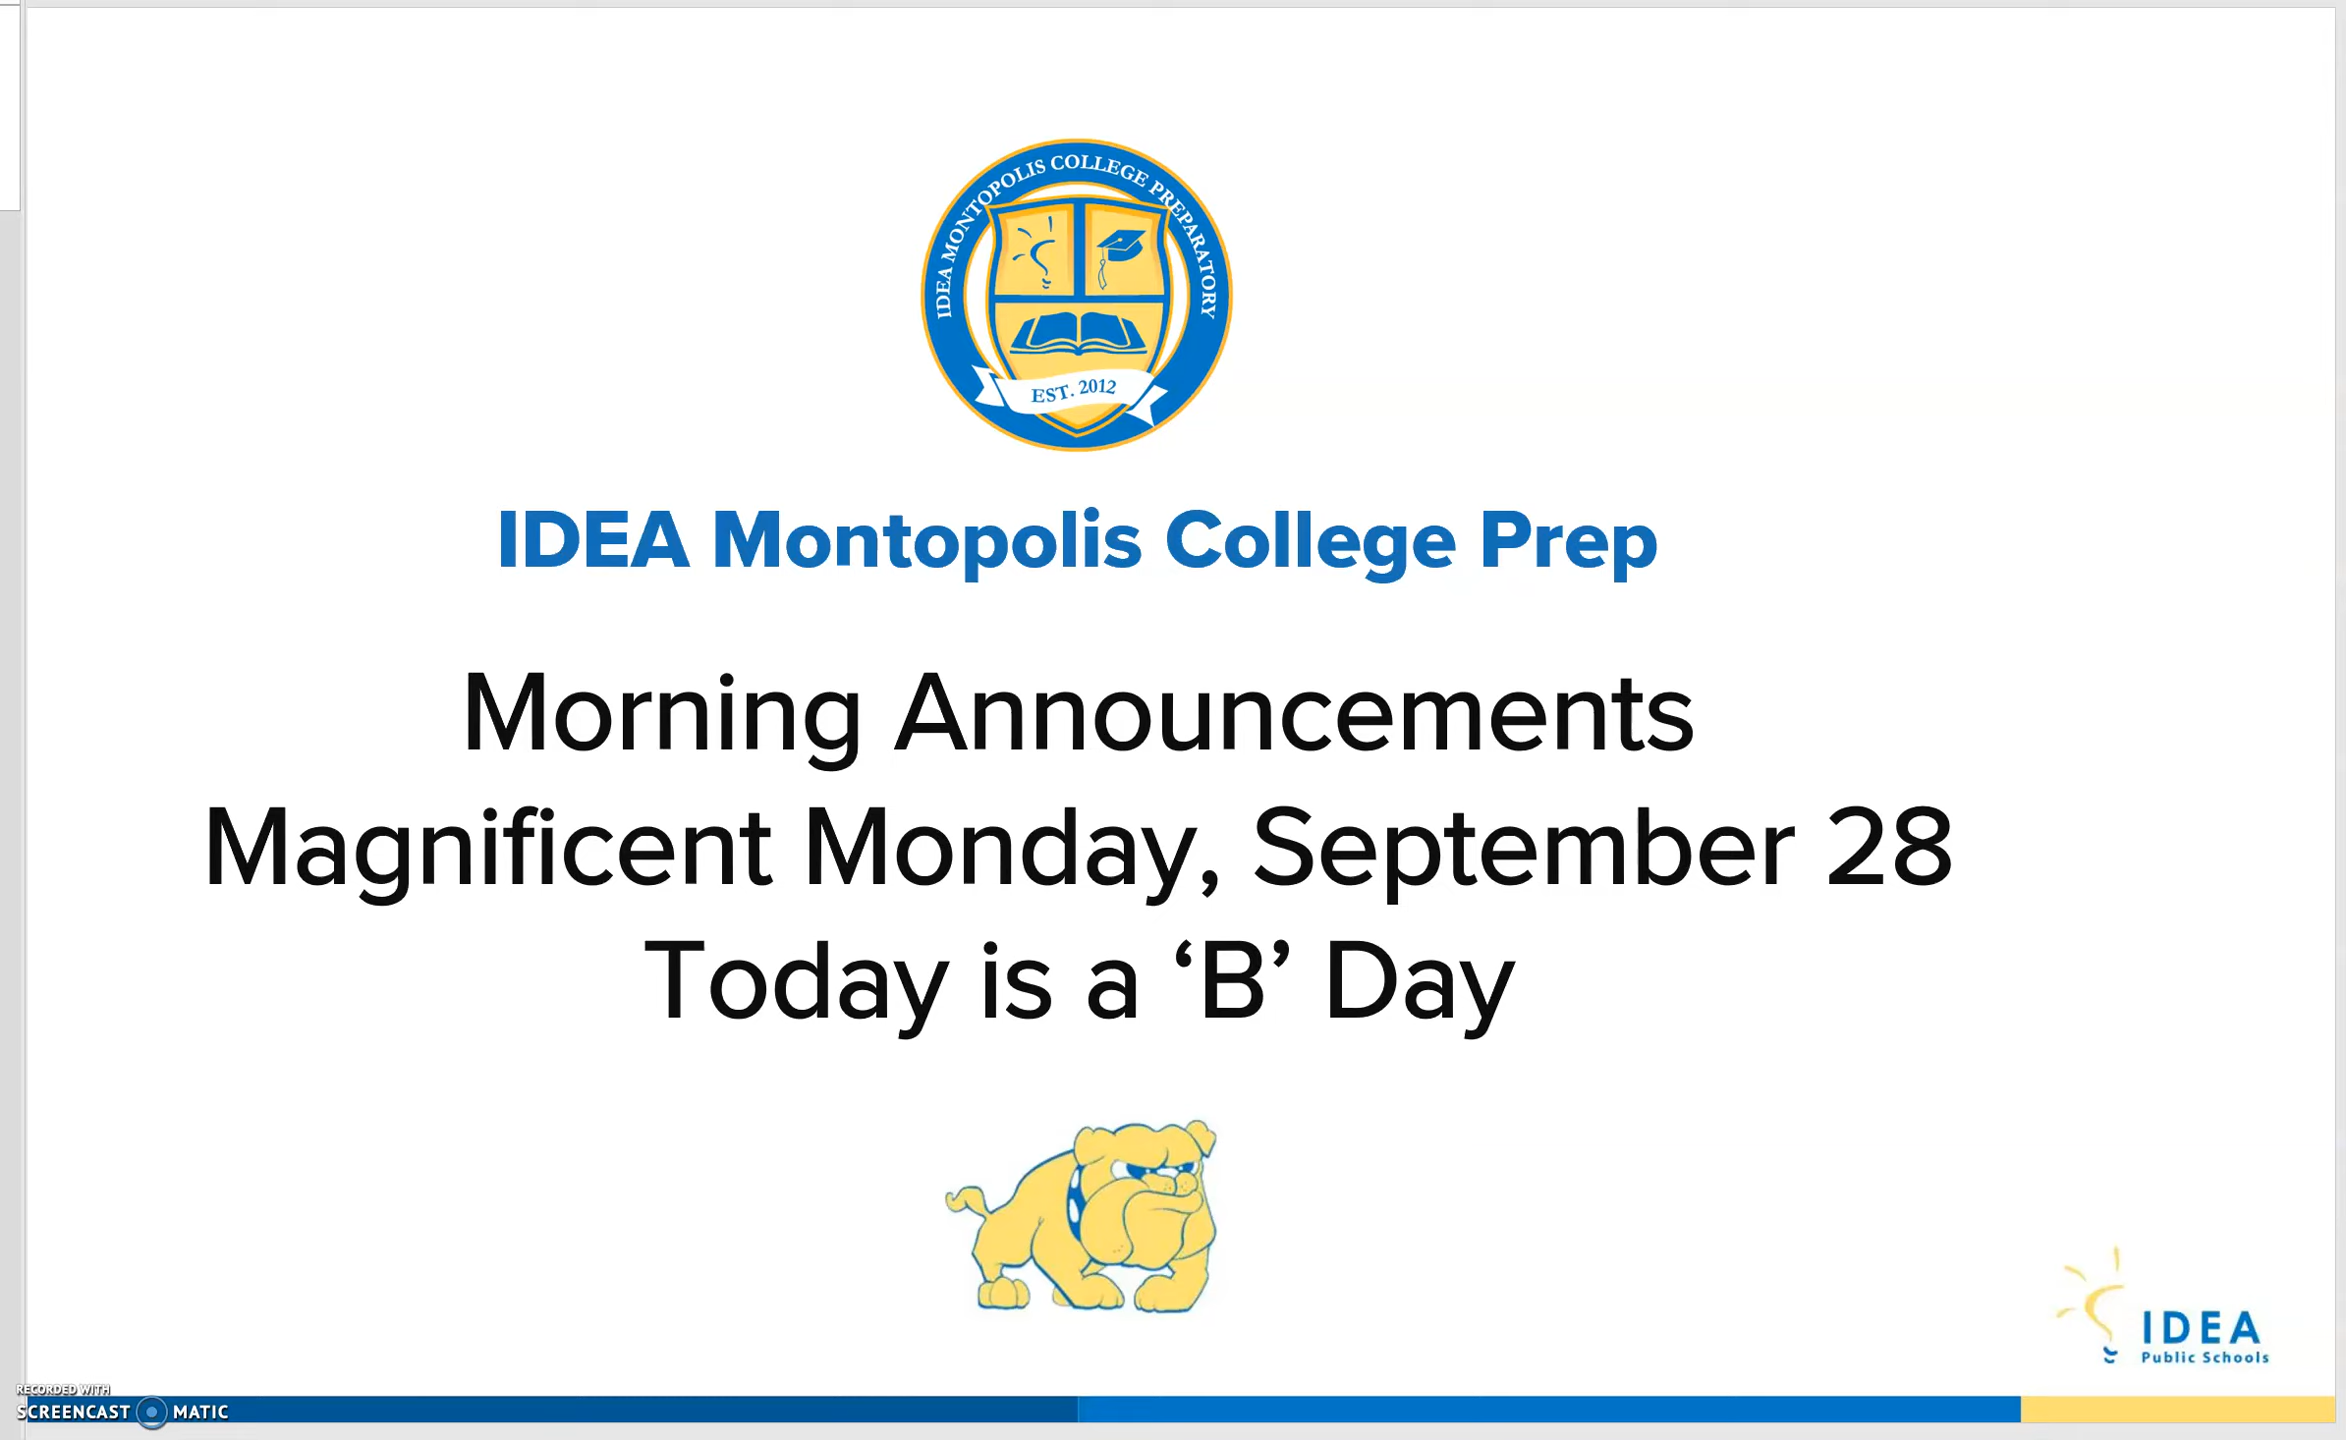 IDEA MONTOPOLIS COLLEGE PREPARATORY
EST. 2012
IDEA Montopolis College Prep
Morning Announcements
Magnificent Monday, September 28
Today is a ‘B’ Day
IDEA
Public Schools
RECORDED WITH
SCREENCAST MATIC